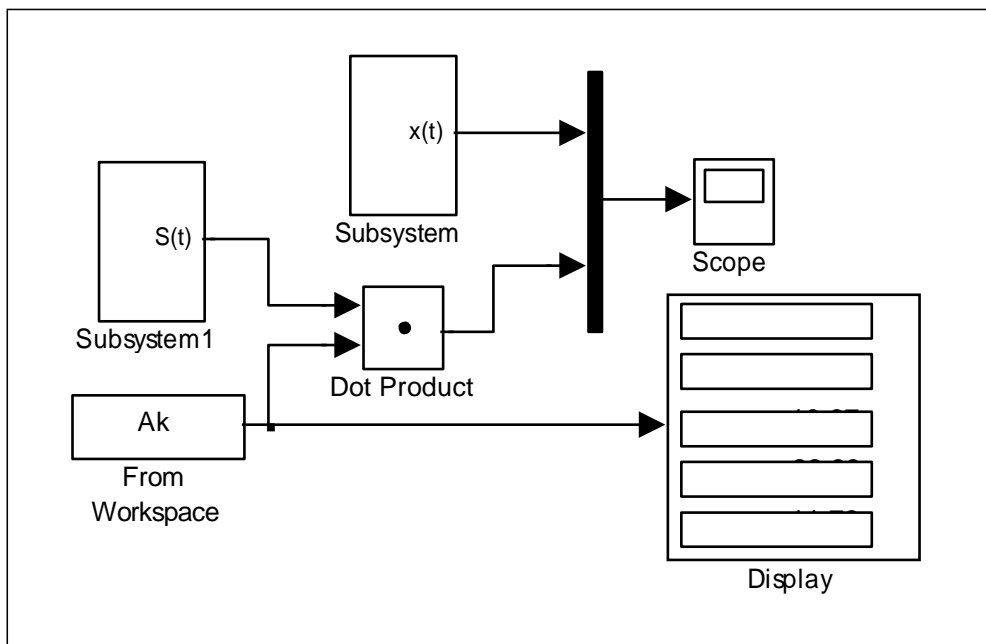 x(t)
Subsystem
S(t)
Subsystem1
Scope
Dot Product
Ak
From
Workspace
Display